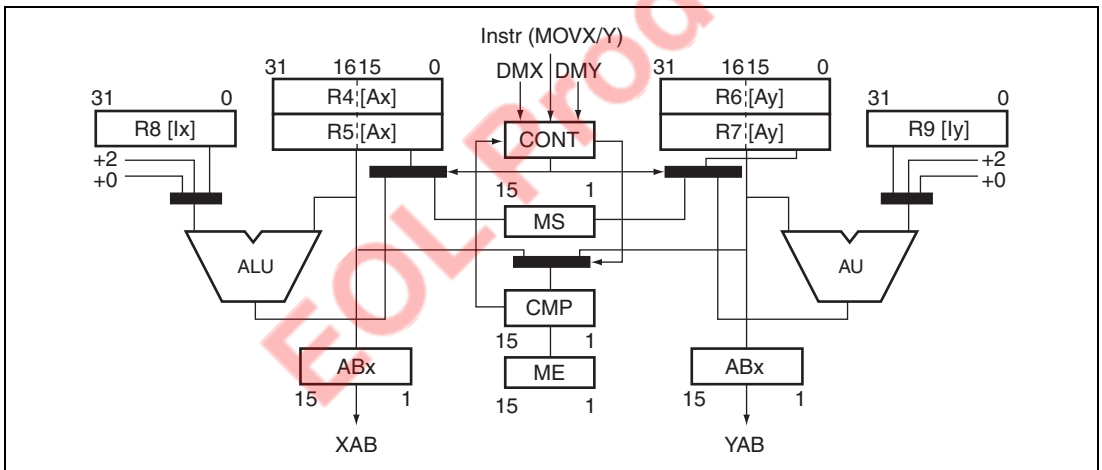 Instr (MOVX/Y)
DMX DMY
31 16 15 0
R4 [Ax]
R5 [Ax]
31 0
R8 [Ix]
+2
+0
CONT
31 16 15 0
R6 [Ay]
R7 [Ay]
31 0
R9 [Iy]
+2
+0
15 1
MS
ALU
AU
CMP
15 1
ME
15 1
ABx
15 1
XAB
ABx
15 1
YAB
EOL Prod